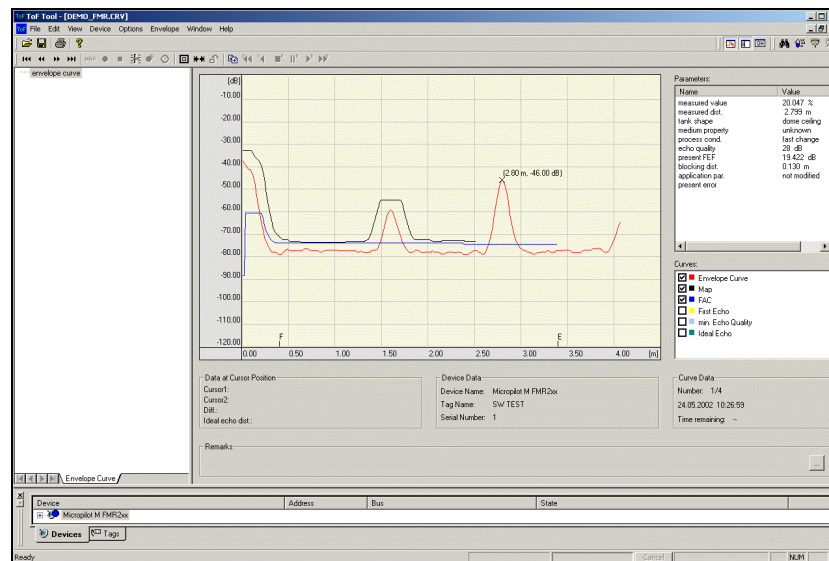 ToF Tool - [DEMO_FMR.CRV]
File Edit View Device Options Envelope Window Help
MAP
envelope curve
[dB]
-10.00
-20.00
-30.00
-40.00
-50.00
-60.00
-70.00
-80.00
-90.00
-100.00
-110.00
-120.00
(2.80 m, -46.00 dB)
F
E
0.00 0.50 1.00 1.50 2.00 2.50 3.00 3.50 4.00 [m]
Parameters:
Name Value
measured value 20.047 %
measured dist. 2.799 m
tank shape dome ceiling
medium property unknown
process cond. fast change
echo quality 28 dB
present FEF 19.422 dB
blocking dist. 0.130 m
application par. not modified
present error
Curves:
Envelope Curve
Map
FAC
First Echo
min. Echo Quality
Ideal Echo
Data at Cursor Position
Cursor1:
Cursor2:
Diff.:
Ideal echo dist.:
Device Data
Device Name: Micropilot M FMR2xx
Tag Name: SW TEST
Serial Number: 1
Curve Data
Number: 1/4
24.05.2002 10:26:59
Time remaining: --
Remarks
...
Envelope Curve
Device Address Bus State
Micropilot M FMR2xx
Devices Tags
Ready Cancel NUM